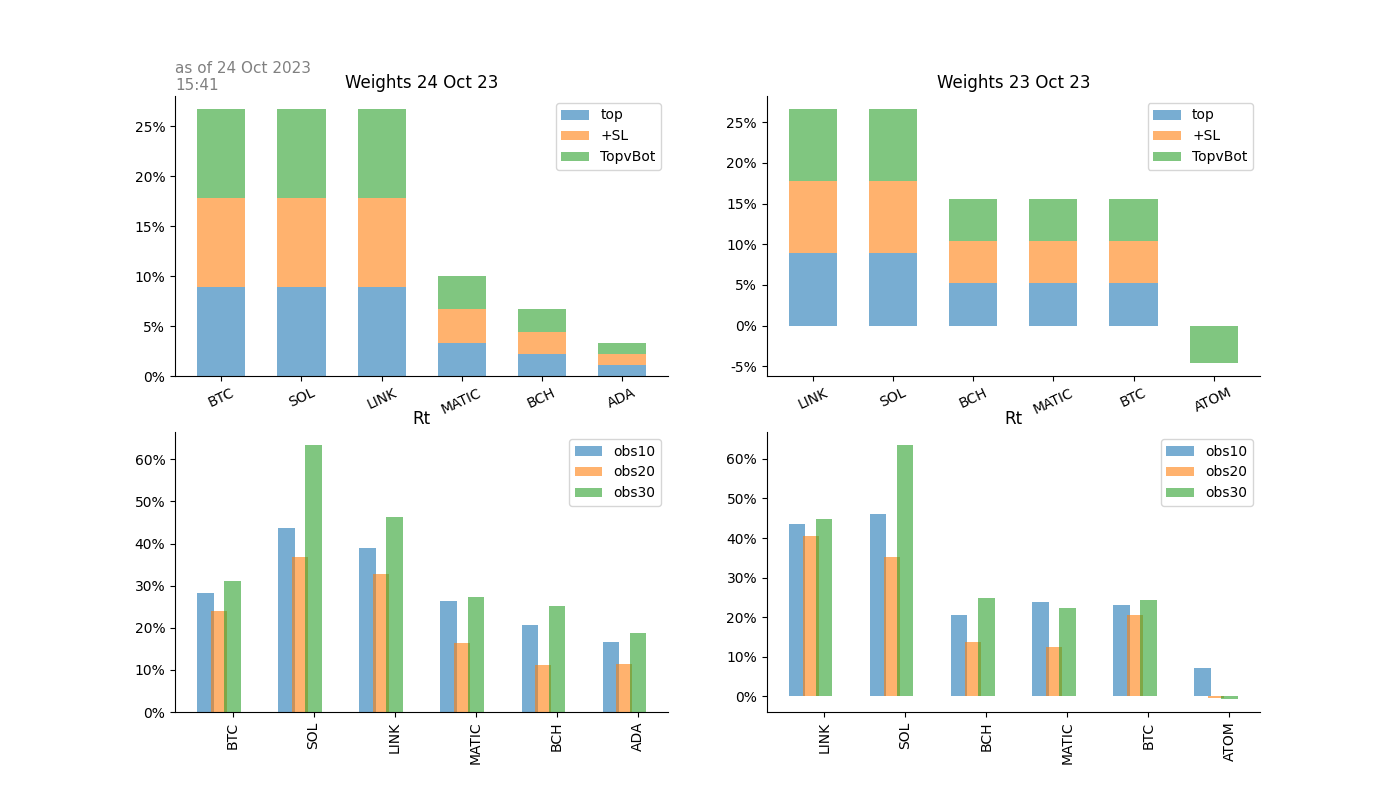 as of 24 Oct 2023
15:41
Weights 24 Oct 23
25%
20%
15%
10%
5%
0%
top
+SL
TopvBot
BTC
SOL
LINK
MATIC
BCH
ADA
Weights 23 Oct 23
25%
20%
15%
10%
5%
0%
-5%
top
+SL
TopvBot
LINK
SOL
BCH
MATIC
BTC
ATOM
Rt
60%
50%
40%
30%
20%
10%
0%
obs10
obs20
obs30
BTC
SOL
LINK
MATIC
BCH
ADA
Rt
60%
50%
40%
30%
20%
10%
0%
obs10
obs20
obs30
LINK
SOL
BCH
MATIC
BTC
ATOM